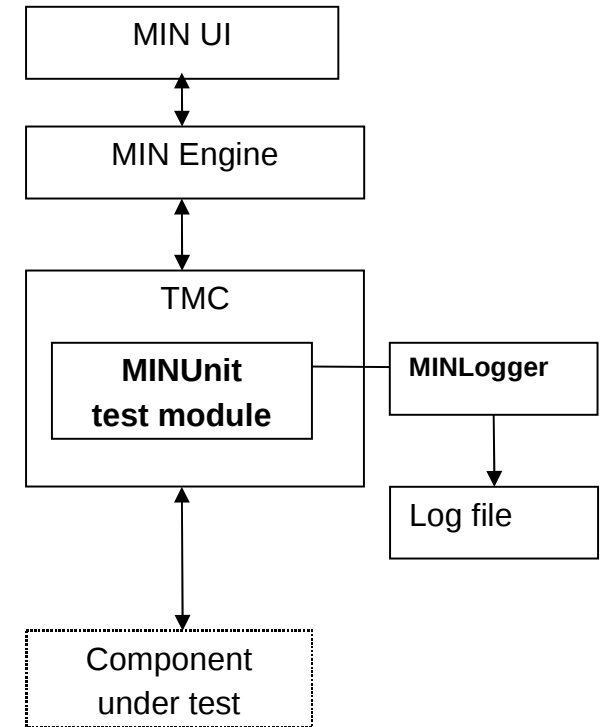 MIN UI
MIN Engine
TMC
MINUnit
test module
MINLogger
Log file
Component
under test